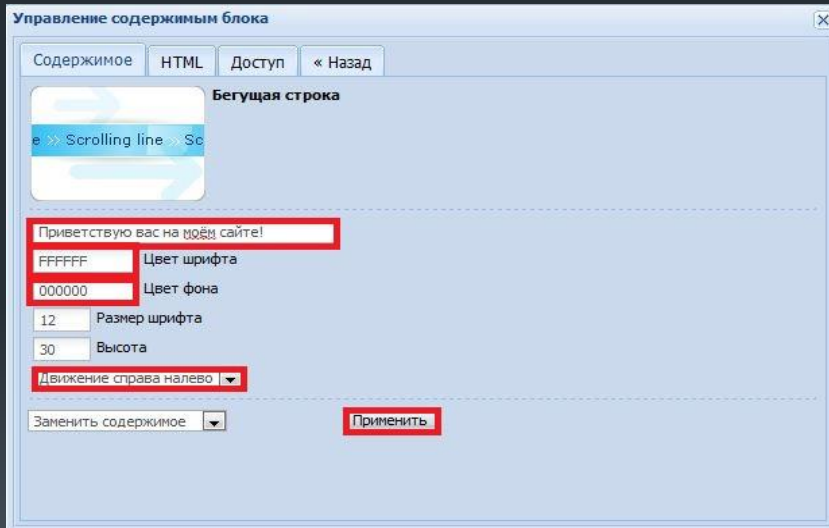 Управление содержимым блока
Содержимое HTML Доступ « Назад
Бегущая строка
e » Scrolling line » Sc
Приветствую вас на моём сайте!
FFFFFF Цвет шрифта
000000 Цвет фона
12 Размер шрифта
30 Высота
Движение справа налево
Заменить содержимое Применить